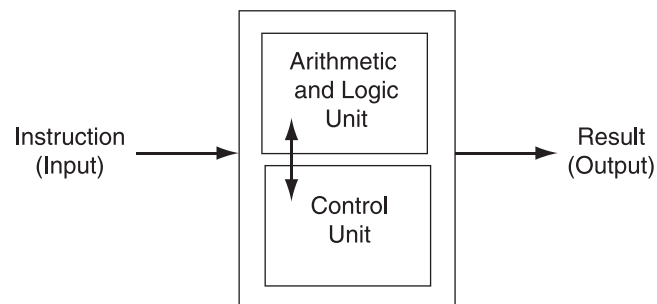 Instruction
(Input)
Arithmetic
and Logic
Unit
Control
Unit
Result
(Output)